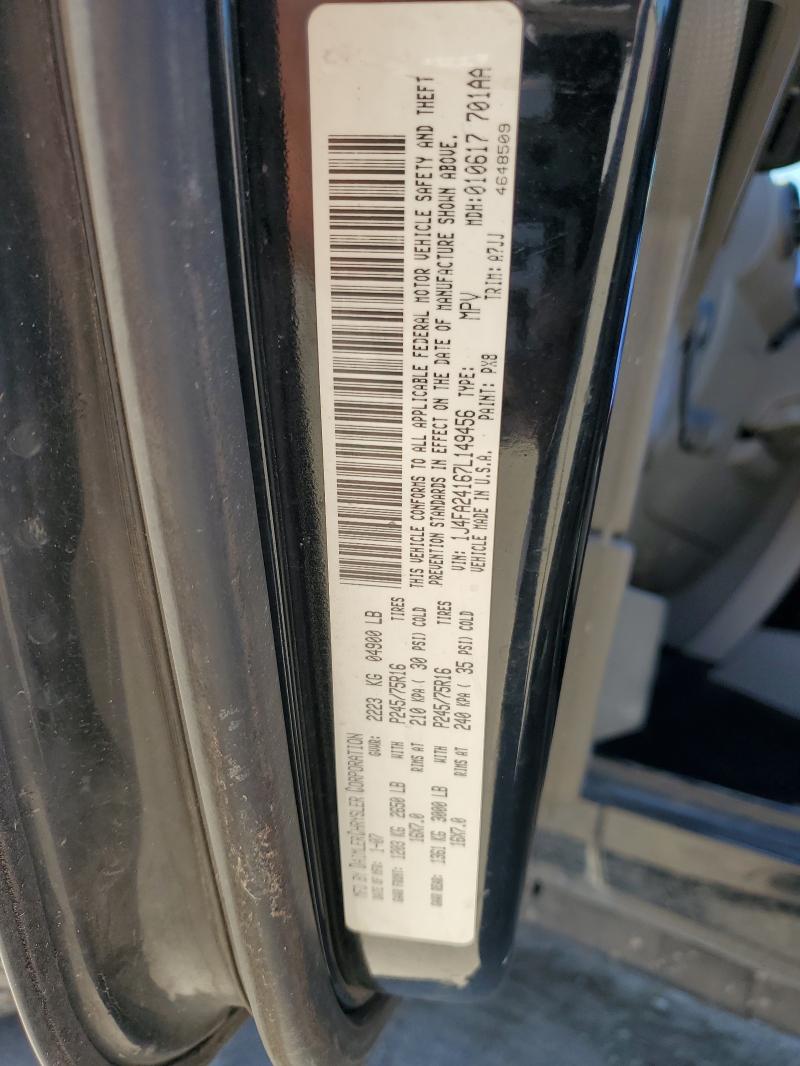 MFD BY DAIMLERCHRYSLER CORPORATION
DATE OF MFR: 1-07 GVWR: 2223 KG 04900 LB
GAWR FRONT: 1203 KG 2650 LB WITH P245/75R16 TIRES
16X7.0 RIMS AT 210 KPA ( 30 PSI) COLD
GAWR REAR: 1361 KG 3000 LB WITH P245/75R16 TIRES
16X7.0 RIMS AT 240 KPA ( 35 PSI) COLD
THIS VEHICLE CONFORMS TO ALL APPLICABLE FEDERAL MOTOR VEHICLE SAFETY AND THEFT
PREVENTION STANDARDS IN EFFECT ON THE DATE OF MANUFACTURE SHOWN ABOVE.
VIN: 1J4FA24167L149456 TYPE: MPV MDH:010617 701AA
VEHICLE MADE IN U.S.A. PAINT: PX8 TRIM: A7JJ 4648509